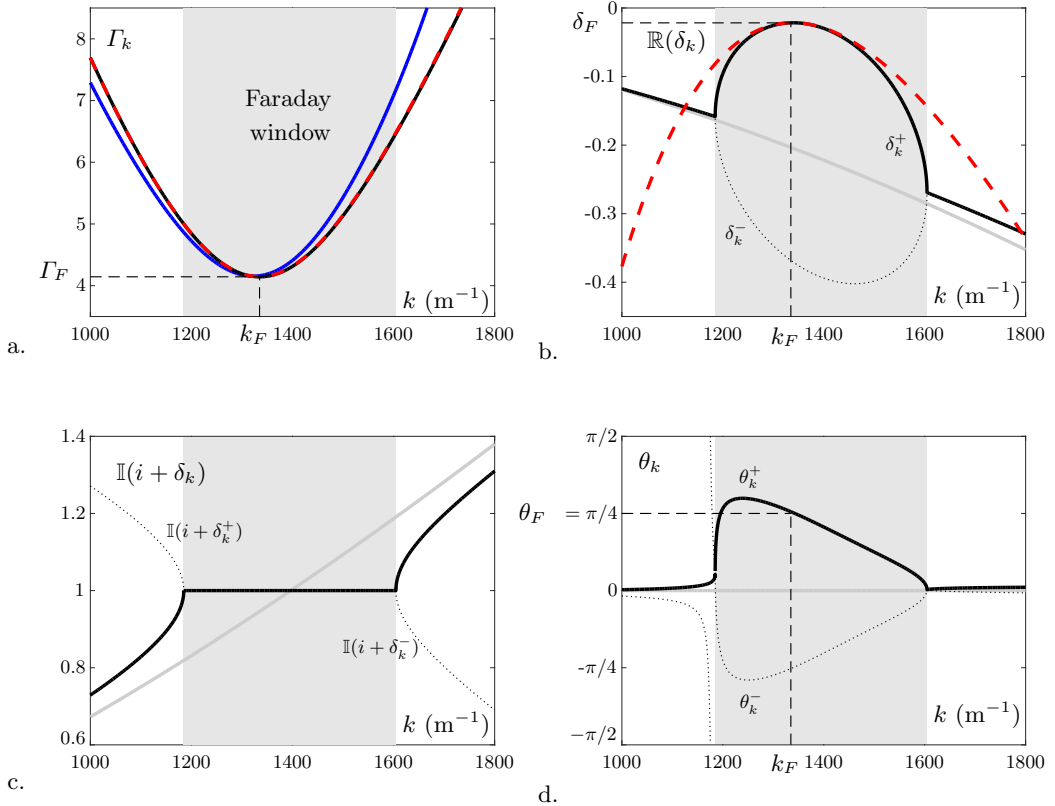 Γ_k
8
7
6
5
4
Γ_F
Faraday
window
k (m⁻¹)
1000
1200
k_F
1400
1600
1800
a.
0
δ_F
-0.1
-0.2
-0.3
-0.4
ℝ(δ_k)
δ_k^+
δ_k^-
k (m⁻¹)
1000
1200
k_F
1400
1600
1800
b.
1.4
1.2
1
0.8
0.6
𝕀(i + δ_k)
𝕀(i + δ_k^+)
𝕀(i + δ_k^-)
k (m⁻¹)
1000
1200
1400
1600
1800
c.
π/2
θ_F = π/4
0
-π/4
-π/2
θ_k
θ_k^+
θ_k^-
k (m⁻¹)
1000
1200
k_F
1400
1600
1800
d.